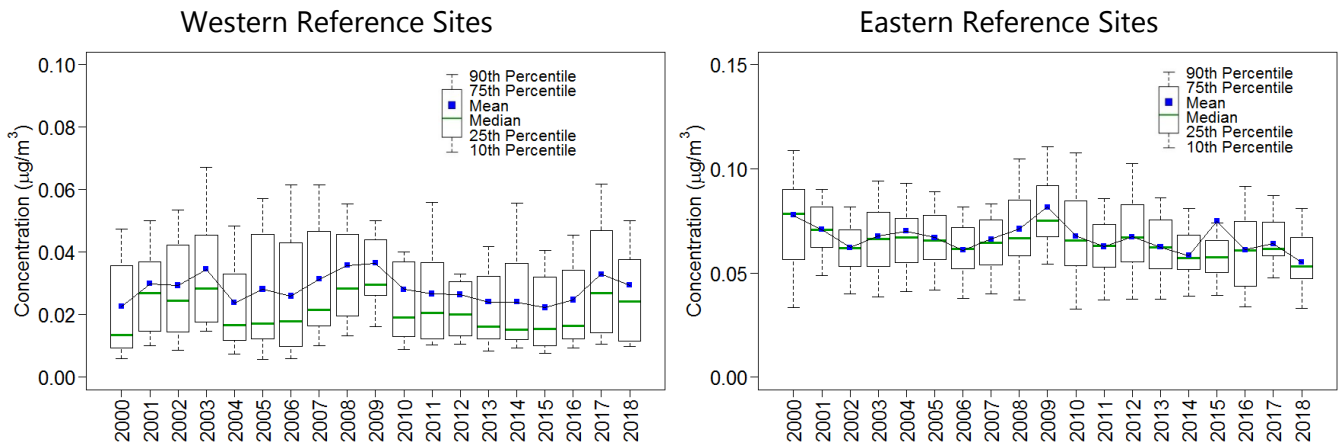 Western Reference Sites
Concentration (µg/m³)
0.10
0.08
0.06
0.04
0.02
0.00
90th Percentile
75th Percentile
Mean
Median
25th Percentile
10th Percentile
2000 2001 2002 2003 2004 2005 2006 2007 2008 2009 2010 2011 2012 2013 2014 2015 2016 2017 2018
Eastern Reference Sites
Concentration (µg/m³)
0.15
0.10
0.05
0.00
90th Percentile
75th Percentile
Mean
Median
25th Percentile
10th Percentile
2000 2001 2002 2003 2004 2005 2006 2007 2008 2009 2010 2011 2012 2013 2014 2015 2016 2017 2018